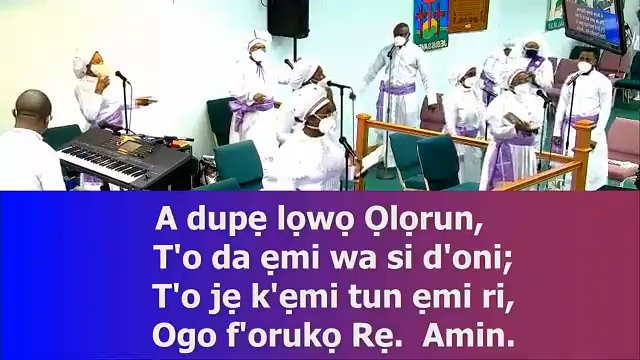 A dupẹ lọwọ Ọlọrun,
T'o da ẹmi wa si d'oni;
T'o jẹ k'ẹmi tun ẹmi ri,
Ogo f'orukọ Rẹ.  Amin.